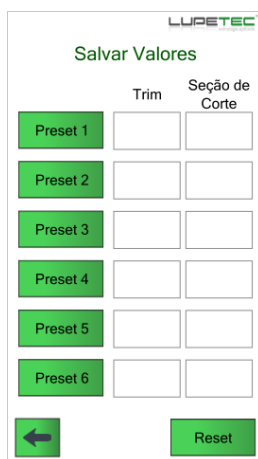 LUPETEC
Salvar Valores
Trim
Seção de
Corte
Preset 1
Preset 2
Preset 3
Preset 4
Preset 5
Preset 6
Reset